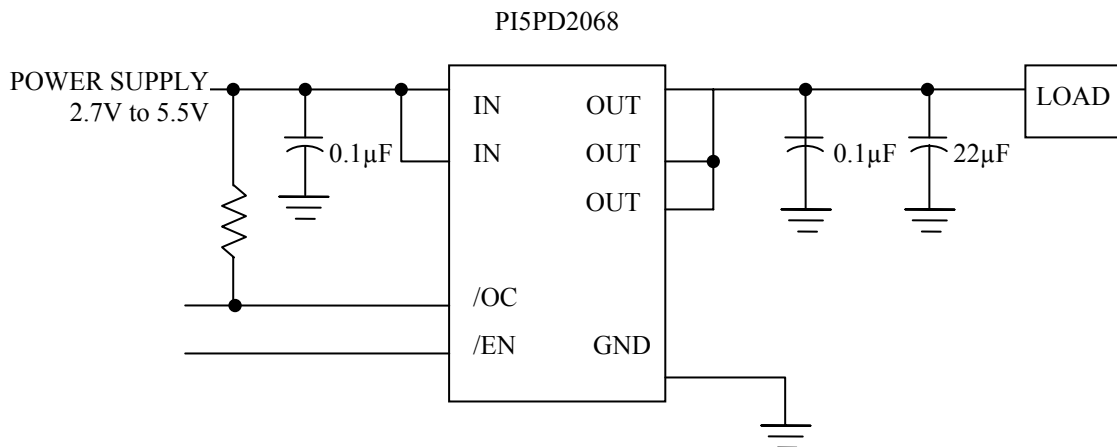 PI5PD2068
POWER SUPPLY
2.7V to 5.5V
IN
OUT
LOAD
0.1µF
IN
OUT
0.1µF
22µF
OUT
/OC
/EN
GND